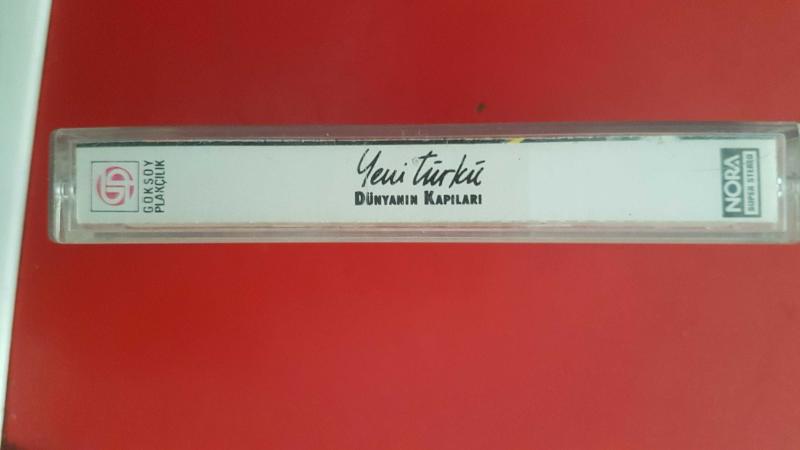 GÖKSOY
PLAKÇILIK
Yeni Türkü
DÜNYANIN KAPILARI
NORA
SUPER STEREO